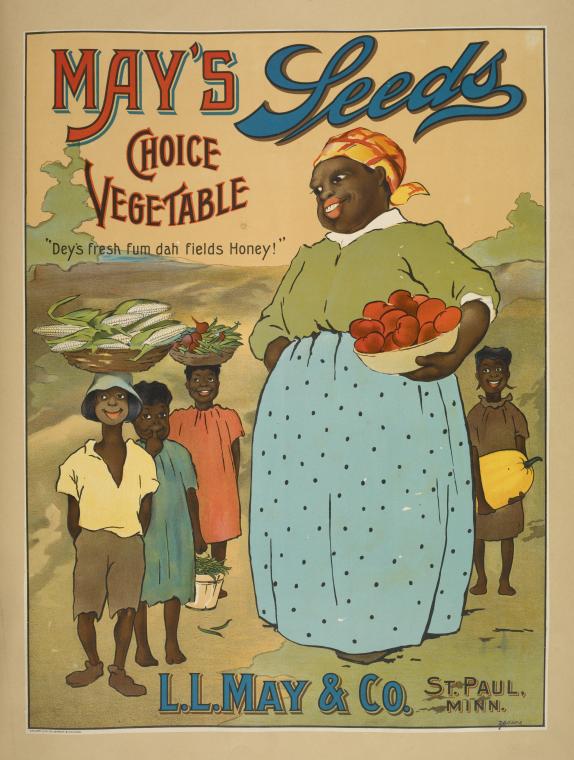 MAY'S Seeds
CHOICE
VEGETABLE
"Dey's fresh fum dah fields Honey!"
L.L. MAY & Co. ST. PAUL,
MINN.